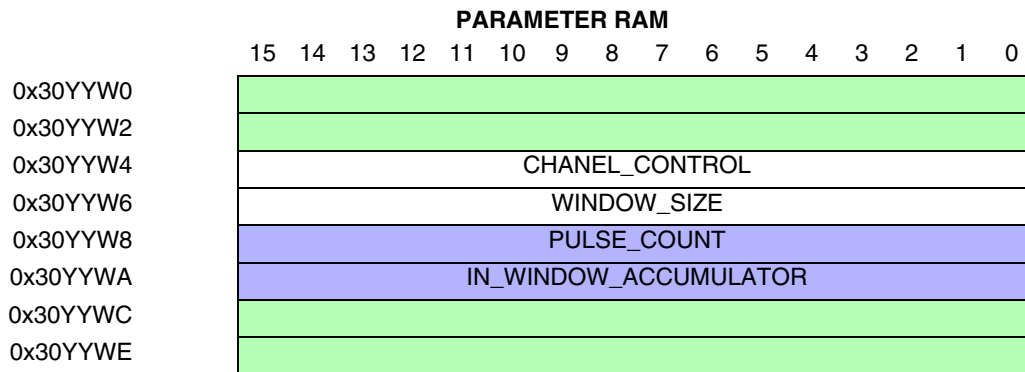 PARAMETER RAM
15 14 13 12 11 10 9 8 7 6 5 4 3 2 1 0
0x30YYW0
0x30YYW2
0x30YYW4 CHANEL_CONTROL
0x30YYW6 WINDOW_SIZE
0x30YYW8 PULSE_COUNT
0x30YYWA IN_WINDOW_ACCUMULATOR
0x30YYWC
0x30YYWE